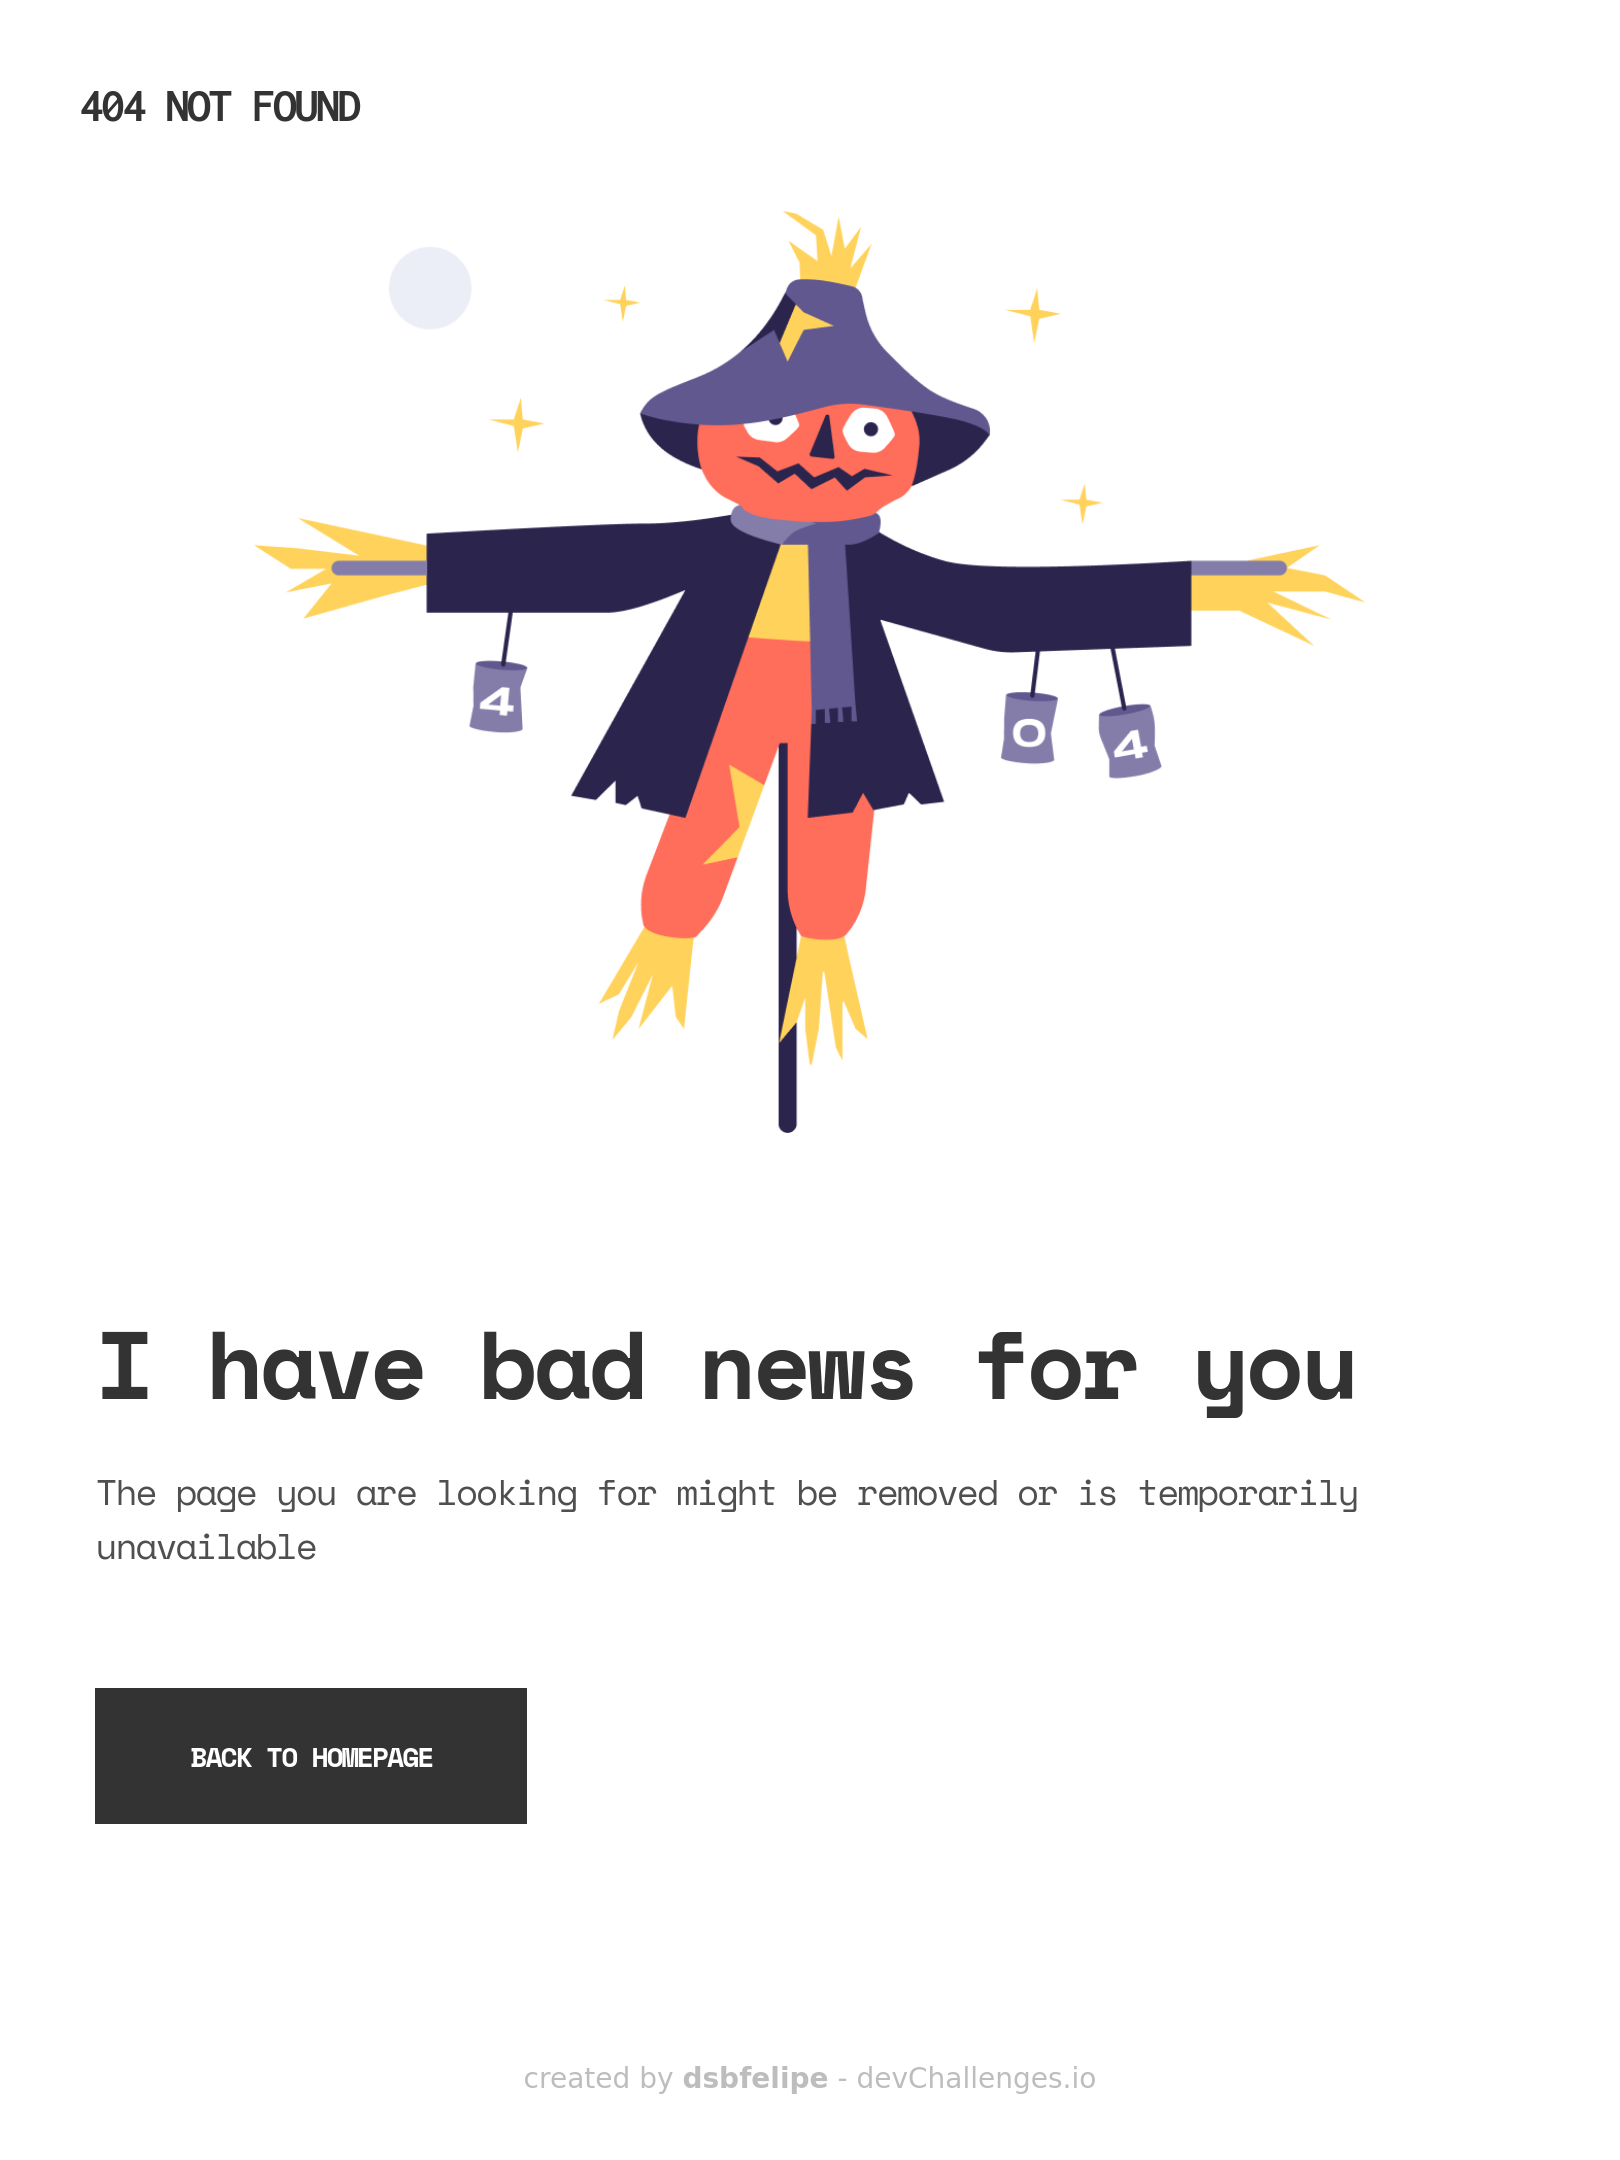 404 NOT FOUND
4
0 4
I have bad news for you
The page you are looking for might be removed or is temporarily
unavailable
BACK TO HOMEPAGE
created by dsbfelipe - devChallenges.io